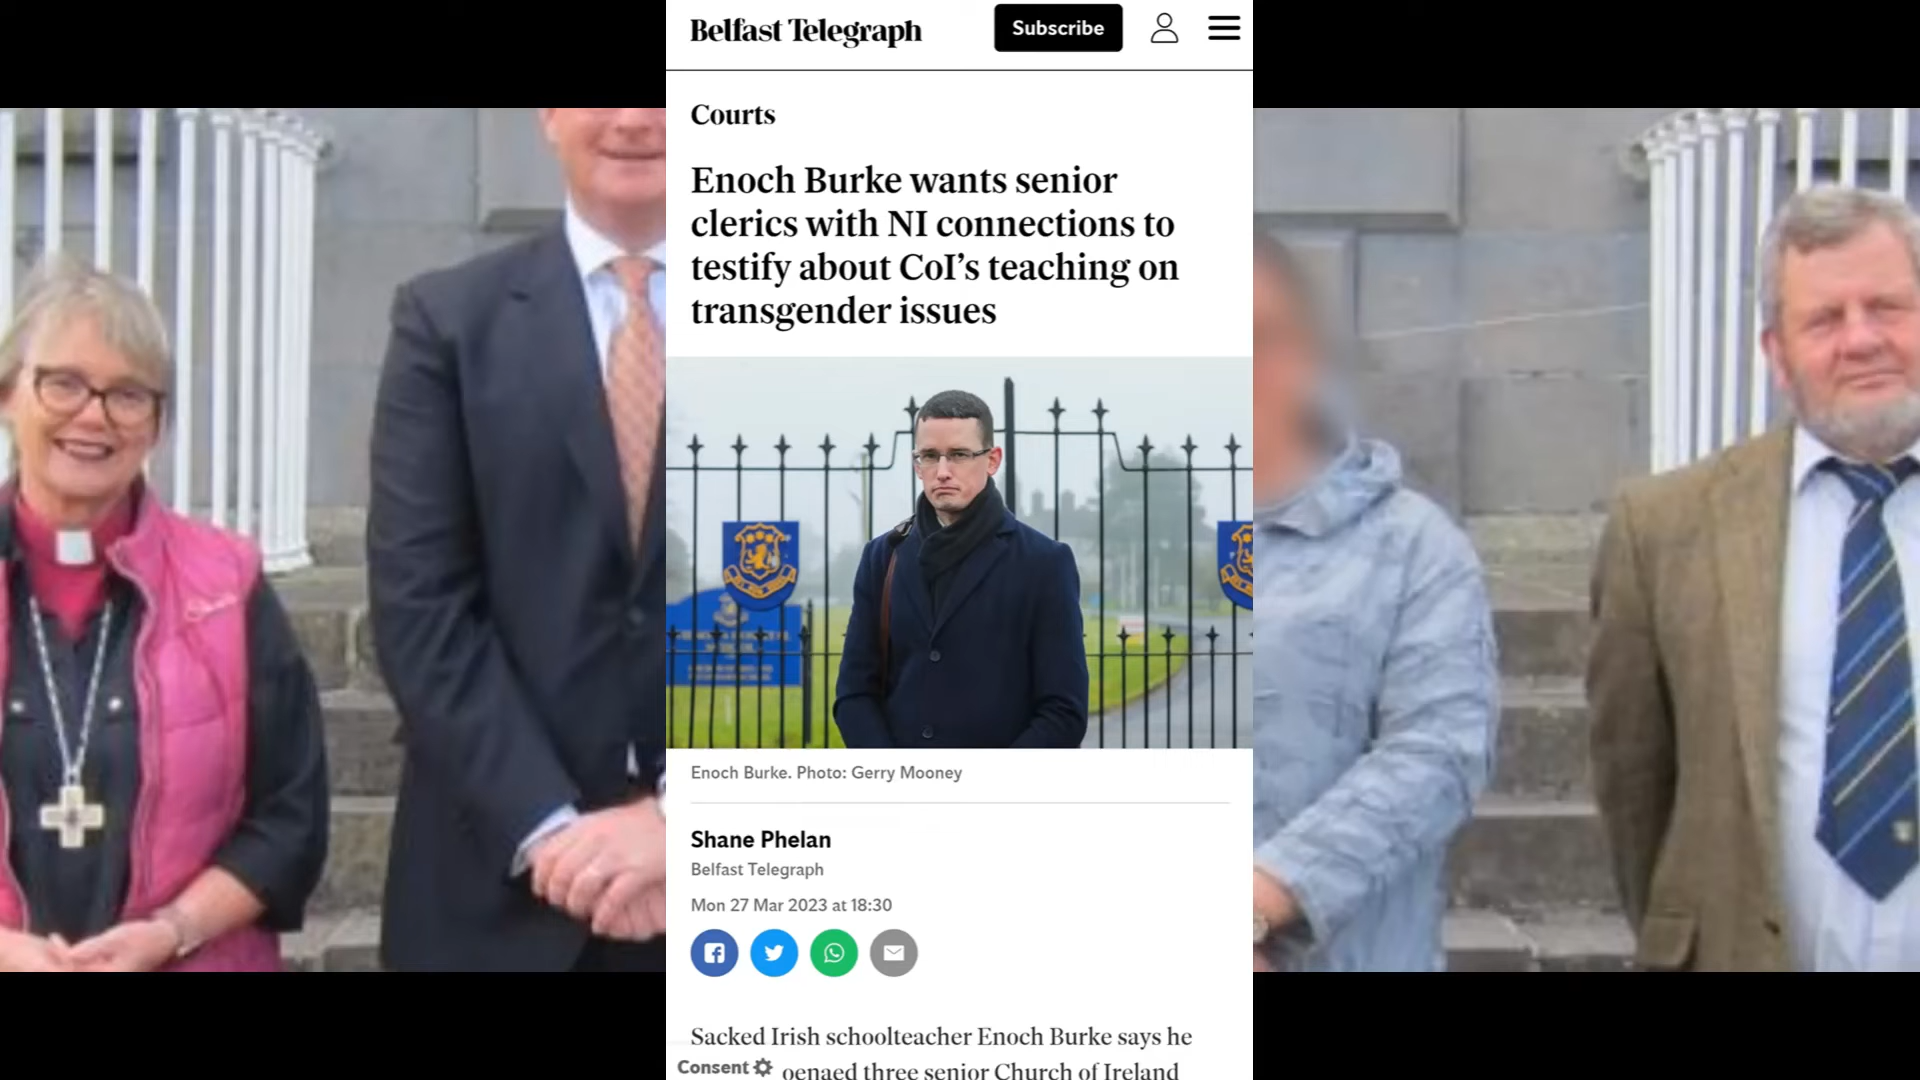 Belfast Telegraph
Subscribe
Courts
Enoch Burke wants senior
clerics with NI connections to
testify about CoI’s teaching on
transgender issues
Enoch Burke. Photo: Gerry Mooney
Shane Phelan
Belfast Telegraph
Mon 27 Mar 2023 at 18:30
Sacked Irish schoolteacher Enoch Burke says he
Consent
oenaed three senior Church of Ireland